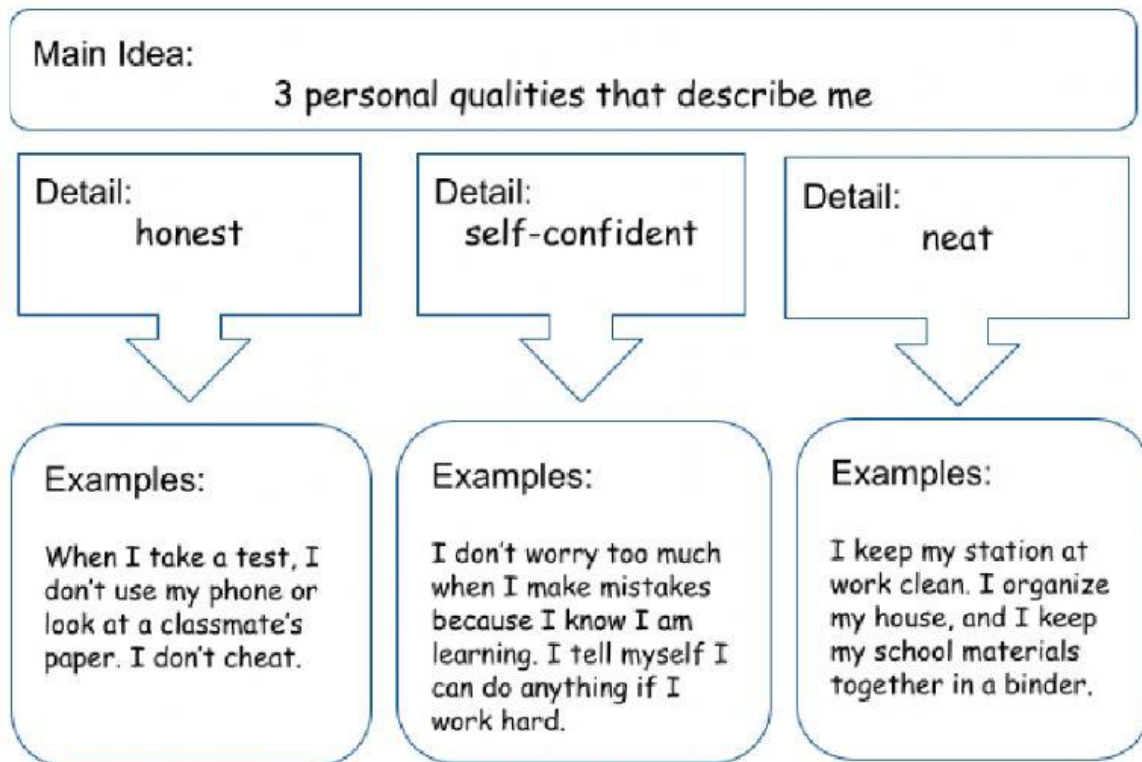 Main Idea:
3 personal qualities that describe me
Detail:
honest
Detail:
self-confident
Detail:
neat
Examples:
When I take a test, I
don't use my phone or
look at a classmate's
paper. I don't cheat.
Examples:
I don't worry too much
when I make mistakes
because I know I am
learning. I tell myself I
can do anything if I
work hard.
Examples:
I keep my station at
work clean. I organize
my house, and I keep
my school materials
together in a binder.